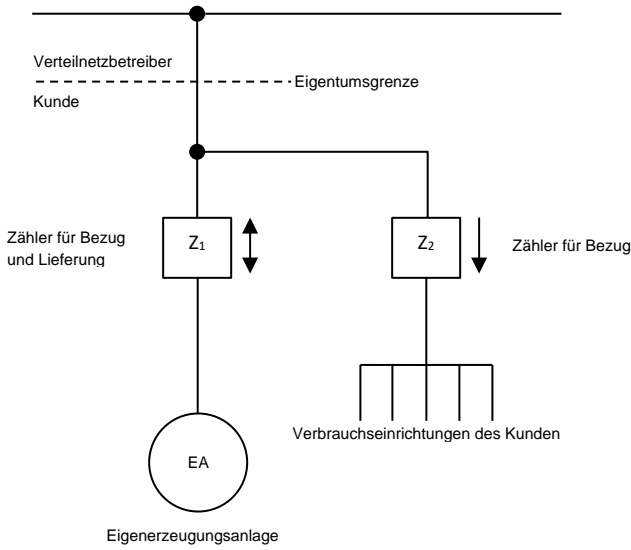 Verteilnetzbetreiber
Eigentumsgrenze
Kunde
Zähler für Bezug
und Lieferung
Z1
Z2
Zähler für Bezug
Verbrauchseinrichtungen des Kunden
EA
Eigenerzeugungsanlage